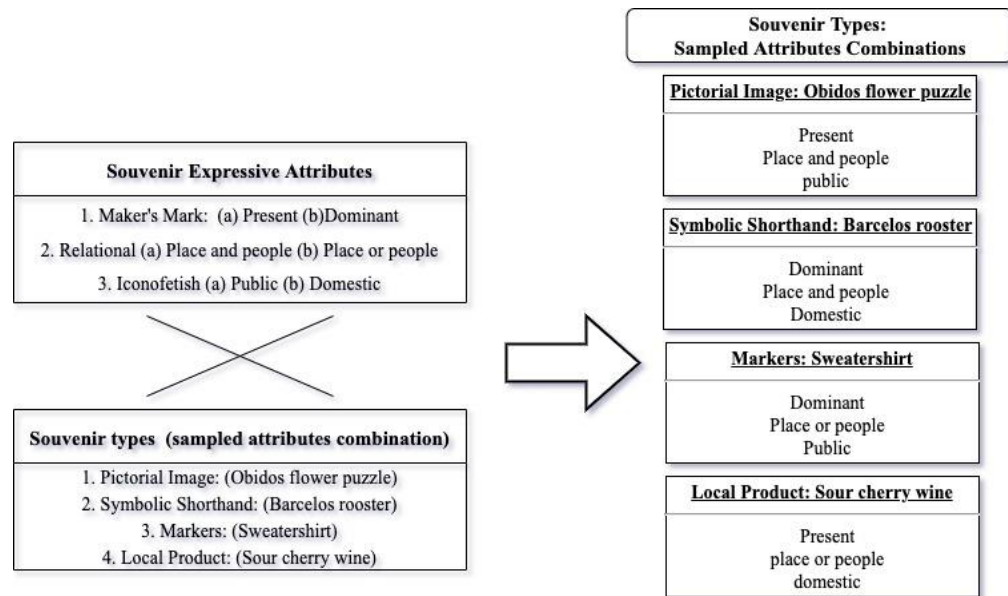 Souvenir Expressive Attributes
1. Maker's Mark: (a) Present (b)Dominant
2. Relational (a) Place and people (b) Place or people
3. Iconofetish (a) Public (b) Domestic
Souvenir types (sampled attributes combination)
1. Pictorial Image: (Obidos flower puzzle)
2. Symbolic Shorthand: (Barcelos rooster)
3. Markers: (Sweatershirt)
4. Local Product: (Sour cherry wine)
Souvenir Types:
Sampled Attributes Combinations
Pictorial Image: Obidos flower puzzle
Present
Place and people
public
Symbolic Shorthand: Barcelos rooster
Dominant
Place and people
Domestic
Markers: Sweatershirt
Dominant
Place or people
Public
Local Product: Sour cherry wine
Present
place or people
domestic